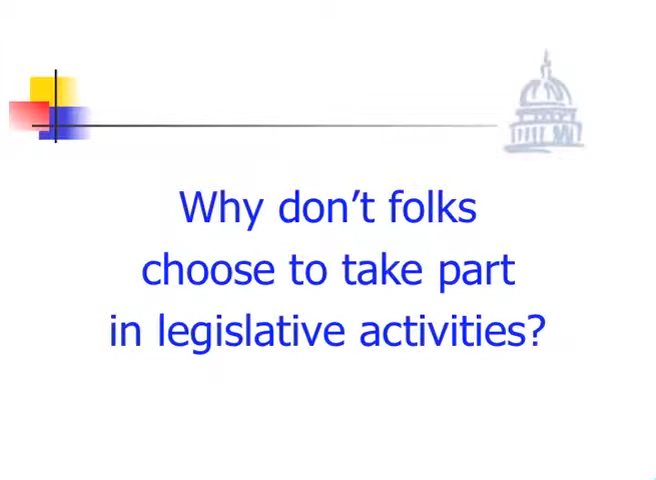 Why don’t folks
choose to take part
in legislative activities?